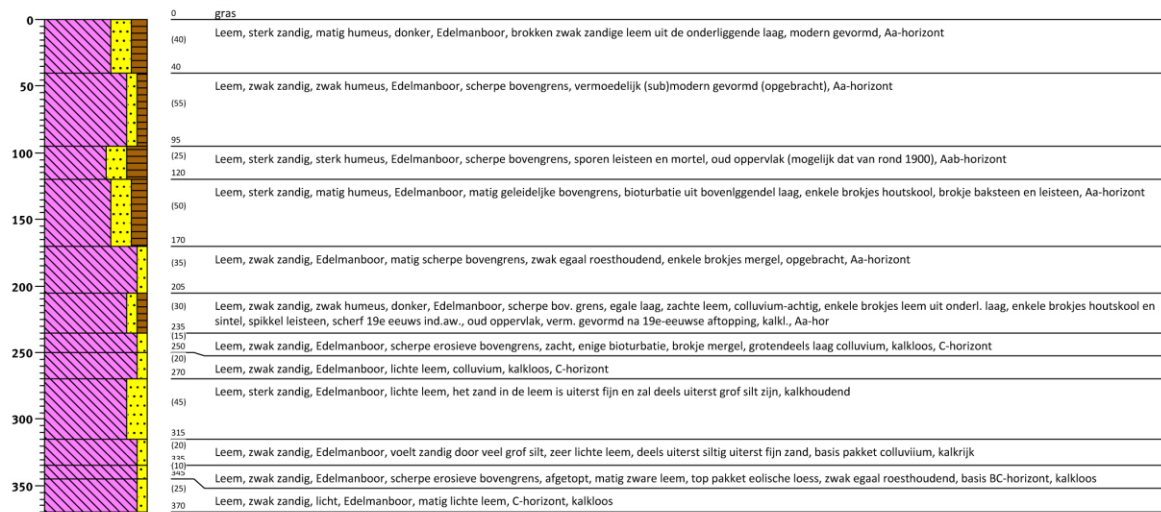 0
50
100
150
200
250
300
350
0 gras
Leem, sterk zandig, matig humeus, donker, Edelmanboor, brokken zwak zandige leem uit de onderliggende laag, modern gevormd, Aa-horizont
(40)
40
Leem, zwak zandig, zwak humeus, Edelmanboor, scherpe bovengrens, vermoedelijk (sub)modern gevormd (opgebracht), Aa-horizont
(55)
95
(25) Leem, sterk zandig, sterk humeus, Edelmanboor, scherpe bovengrens, sporen leisteen en mortel, oud oppervlak (mogelijk dat van rond 1900), Aab-horizont
120
Leem, sterk zandig, matig humeus, Edelmanboor, matig geleideljke bovengrens, bioturbatie uit bovenlggendel laag, enkele brokjes houtskool, brokje baksteen en leisteen, Aa-horizont
(50)
170
Leem, zwak zandig, Edelmanboor, matig scherpe bovengrens, zwak egaal roesthoudend, enkele brokjes mergel, opgebracht, Aa-horizont
(35)
205
(30) Leem, zwak zandig, zwak humeus, donker, Edelmanboor, scherpe bov. grens, egale laag, zachte leem, colluvium-achtig, enkele brokjes leem uit onderl. laag, enkele brokjes houtskool en
sintel, spikkel leisteen, scherf 19e eeuws ind.aw., oud oppervlak, verm. gevormd na 19e-eeuwse aftopping, kalkl., Aa-hor
235
(15)
250 Leem, zwak zandig, Edelmanboor, scherpe erosieve bovengrens, zacht, enige bioturbatie, brokje mergel, grotendeels laag colluvium, kalkloos, C-horizont
(20)
270 Leem, zwak zandig, Edelmanboor, lichte leem, colluvium, kalkloos, C-horizont
Leem, sterk zandig, Edelmanboor, lichte leem, het zand in de leem is uiterst fijn en zal deels uiterst grof silt zijn, kalkhoudend
(45)
315
(20)
Leem, zwak zandig, Edelmanboor, voelt zandig door veel grof silt, zeer lichte leem, deels uiterst siltig uiterst fijn zand, basis pakket colluviium, kalkrijk
335
(10)
345
Leem, zwak zandig, Edelmanboor, scherpe erosieve bovengrens, afgetopt, matig zware leem, top pakket eolische loess, zwak egaal roesthoudend, basis BC-horizont, kalkloos
(25)
370 Leem, zwak zandig, licht, Edelmanboor, matig lichte leem, C-horizont, kalkloos